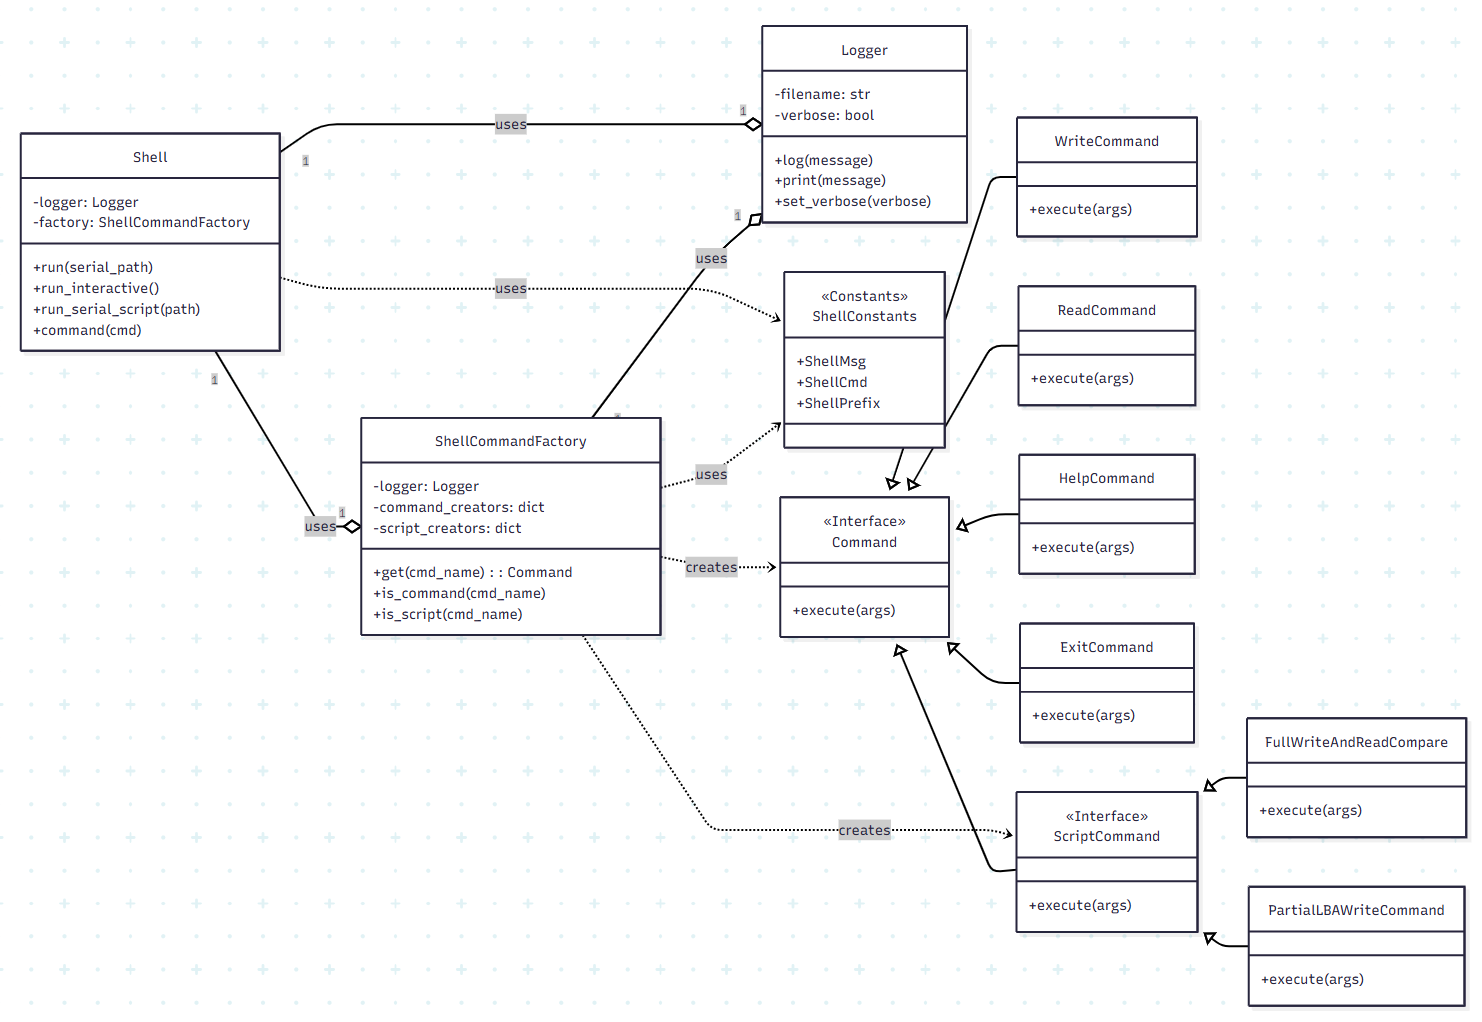 Logger
-filename: str
-verbose: bool
+log(message)
+print(message)
+set_verbose(verbose)
Shell
-logger: Logger
-factory: ShellCommandFactory
+run(serial_path)
+run_interactive()
+run_serial_script(path)
+command(cmd)
uses
1
1
uses
1
uses
«Constants»
ShellConstants
+ShellMsg
+ShellCmd
+ShellPrefix
1
uses
1
ShellCommandFactory
-logger: Logger
-command_creators: dict
-script_creators: dict
+get(cmd_name) : : Command
+is_command(cmd_name)
+is_script(cmd_name)
uses
creates
creates
«Interface»
Command
+execute(args)
WriteCommand
+execute(args)
ReadCommand
+execute(args)
HelpCommand
+execute(args)
ExitCommand
+execute(args)
«Interface»
ScriptCommand
+execute(args)
FullWriteAndReadCompare
+execute(args)
PartialLBAWriteCommand
+execute(args)